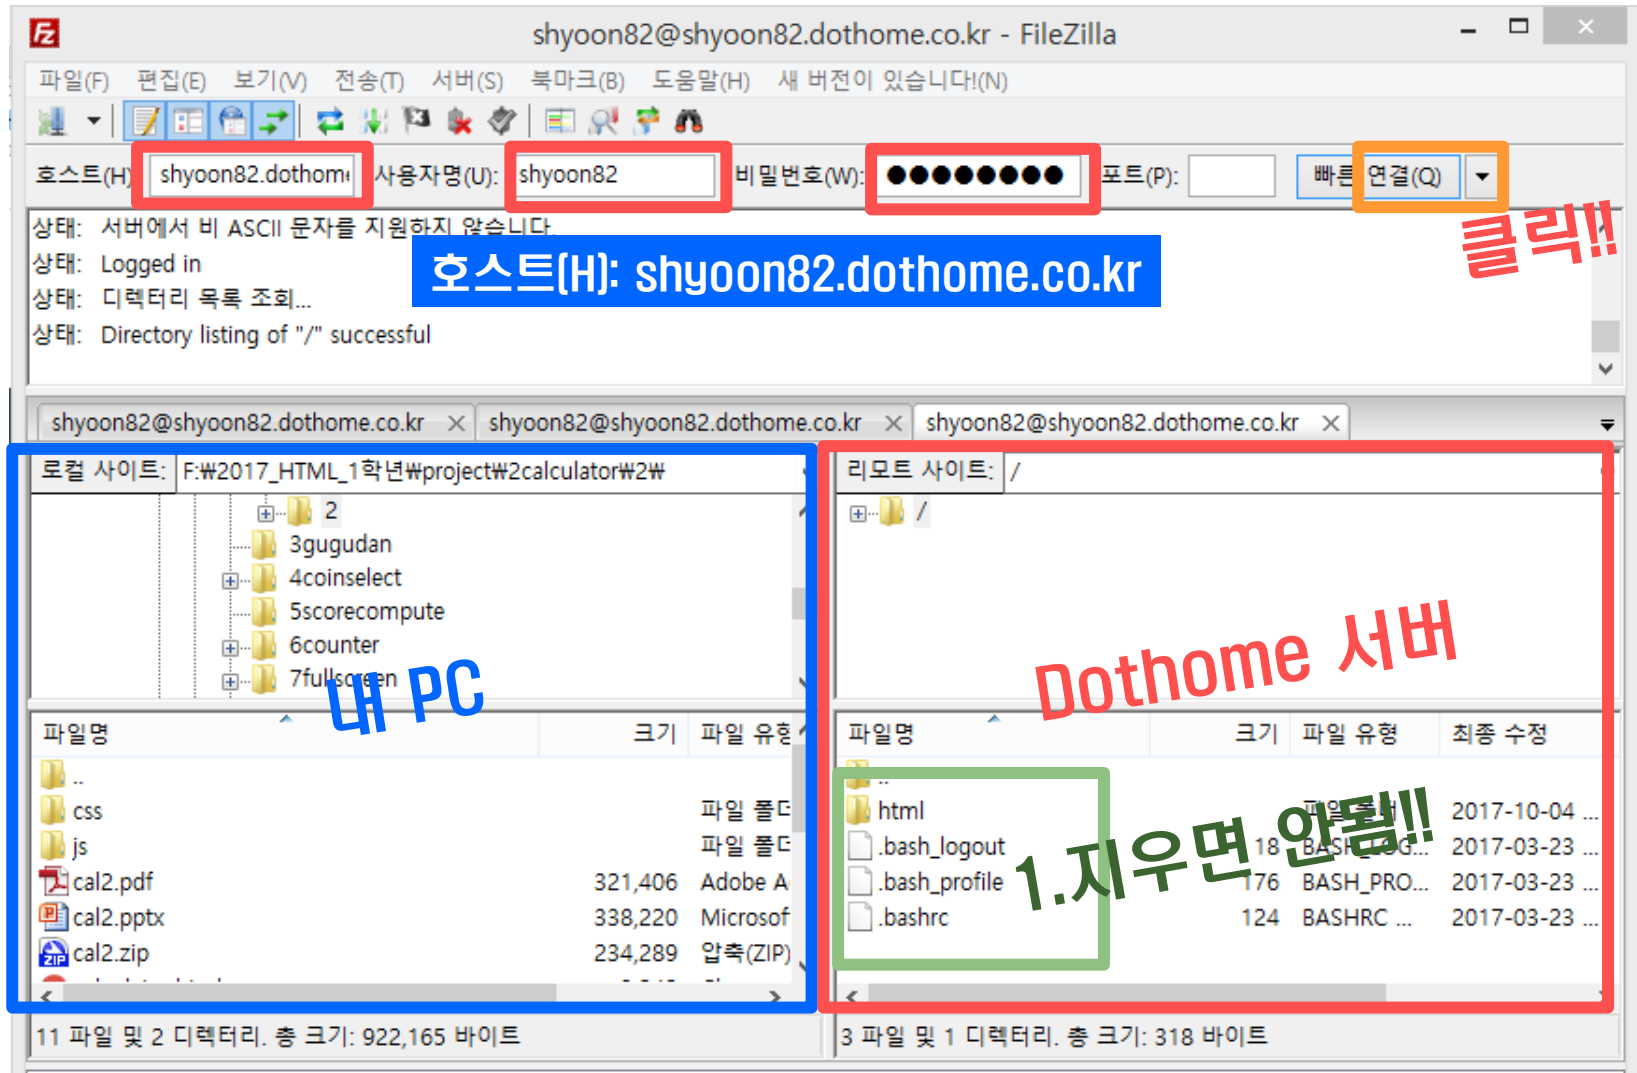 shyoon82@shyoon82.dothome.co.kr - FileZilla
파일(F) 편집(E) 보기(V) 전송(T) 서버(S) 북마크(B) 도움말(H) 새 버전이 있습니다!(N)
호스트(H) shyoon82.dothom 사용자명(U): shyoon82 비밀번호(W): ●●●●●●●● 포트(P): 빠른 연결(Q)
클릭!!
상태: 서버에서 비 ASCII 문자를 지원하지 않습니다.
상태: Logged in
호스트(H): shyoon82.dothome.co.kr
상태: 디렉터리 목록 조회...
상태: Directory listing of "/" successful
shyoon82@shyoon82.dothome.co.kr shyoon82@shyoon82.dothome.co.kr shyoon82@shyoon82.dothome.co.kr
로컬 사이트: F:₩2017_HTML_1학년₩project₩2calculator₩2₩
2
3gugudan
4coinselect
5scorecompute
6counter
7fullscreen
내 PC
파일명 크기 파일 유형
..
css 파일 폴더
js 파일 폴더
cal2.pdf 321,406 Adobe A
cal2.pptx 338,220 Microsof
cal2.zip 234,289 압축(ZIP)
11 파일 및 2 디렉터리. 총 크기: 922,165 바이트
리모트 사이트: /
/
Dothome 서버
파일명 크기 파일 유형 최종 수정
..
html 파일 폴더 2017-10-04 ...
.bash_logout 18 BASH_LOG... 2017-03-23 ...
.bash_profile 176 BASH_PRO... 2017-03-23 ...
.bashrc 124 BASHRC ... 2017-03-23 ...
1.지우면 안됨!!
3 파일 및 1 디렉터리. 총 크기: 318 바이트